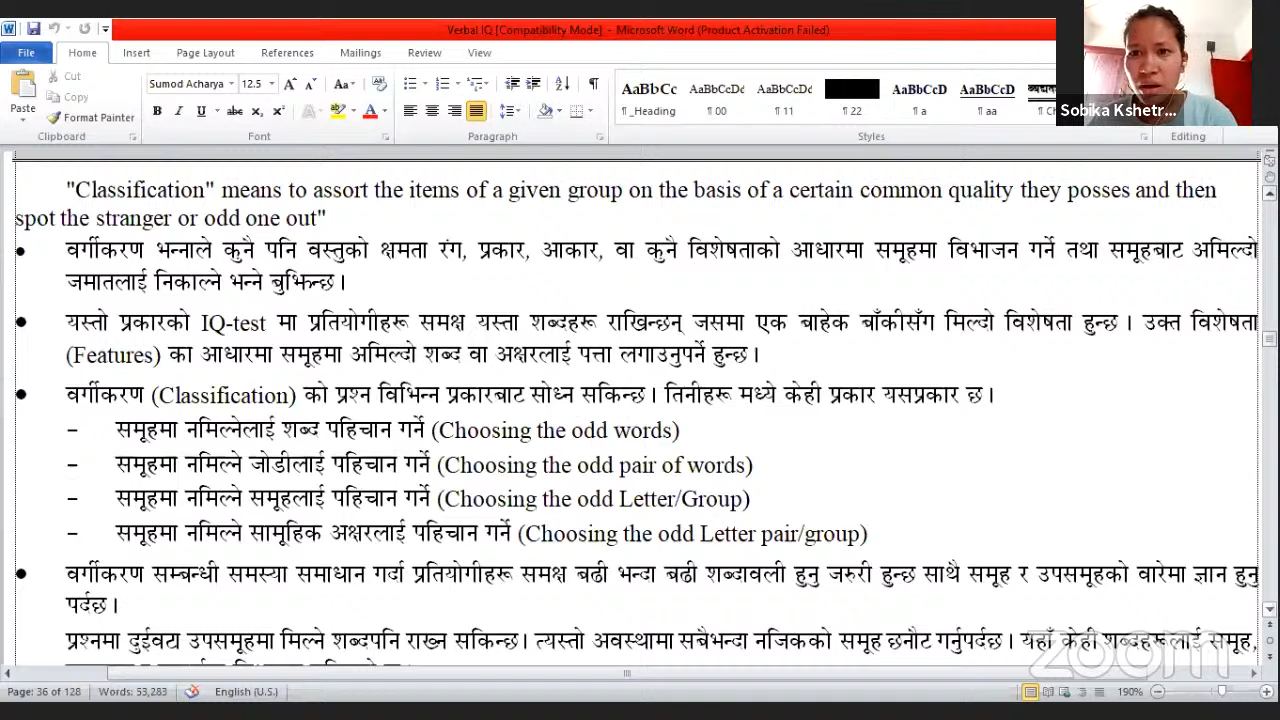 Verbal IQ [Compatibility Mode] - Microsoft Word (Product Activation Failed)
File Home Insert Page Layout References Mailings Review View
Paste Cut Copy Format Painter
Sumod Acharya 12.5
AaBbCc AaBbCcDc AaBbCcDc AaBbCcD AaBbCcD
¶ _Heading ¶ 00 ¶ 11 ¶ 22 ¶ a ¶ aa
Clipboard Font Paragraph Styles Editing
Sobika Kshetr...
"Classification" means to assort the items of a given group on the basis of a certain common quality they posses and then
spot the stranger or odd one out"
• वर्गीकरण भन्नाले कुनै पनि वस्तुको क्षमता रंग, प्रकार, आकार, वा कुनै विशेषताको आधारमा समूहमा विभाजन गर्ने तथा समूहबाट अमिल्दो
जमातलाई निकाल्ने भन्ने बुझिन्छ।
• यस्तो प्रकारको IQ-test मा प्रतियोगीहरू समक्ष यस्ता शब्दहरू राखिन्छन् जसमा एक बाहेक बाँकीसँग मिल्दो विशेषता हुन्छ । उक्त विशेषता
(Features) का आधारमा समूहमा अमिल्दो शब्द वा अक्षरलाई पत्ता लगाउनुपर्ने हुन्छ।
• वर्गीकरण (Classification) को प्रश्न विभिन्न प्रकारबाट सोध्न सकिन्छ। तिनीहरू मध्ये केही प्रकार यसप्रकार छ ।
– समूहमा नमिल्नेलाई शब्द पहिचान गर्ने (Choosing the odd words)
– समूहमा नमिल्ने जोडीलाई पहिचान गर्ने (Choosing the odd pair of words)
– समूहमा नमिल्ने समूहलाई पहिचान गर्ने (Choosing the odd Letter/Group)
– समूहमा नमिल्ने सामूहिक अक्षरलाई पहिचान गर्ने (Choosing the odd Letter pair/group)
• वर्गीकरण सम्बन्धी समस्या समाधान गर्दा प्रतियोगीहरू समक्ष बढी भन्दा बढी शब्दावली हुनु जरुरी हुन्छ साथै समूह र उपसमूहको वारेमा ज्ञान हुनु
पर्दछ।
प्रश्नमा दुईवटा उपसमूहमा मिल्ने शब्दपनि राख्न सकिन्छ। त्यस्तो अवस्थामा सबैभन्दा नजिकको समूह छनौट गर्नुपर्दछ। यहाँ केही शब्दहरूलाई समूह,
zoom
Page: 36 of 128 Words: 53,283 English (U.S.) 190%